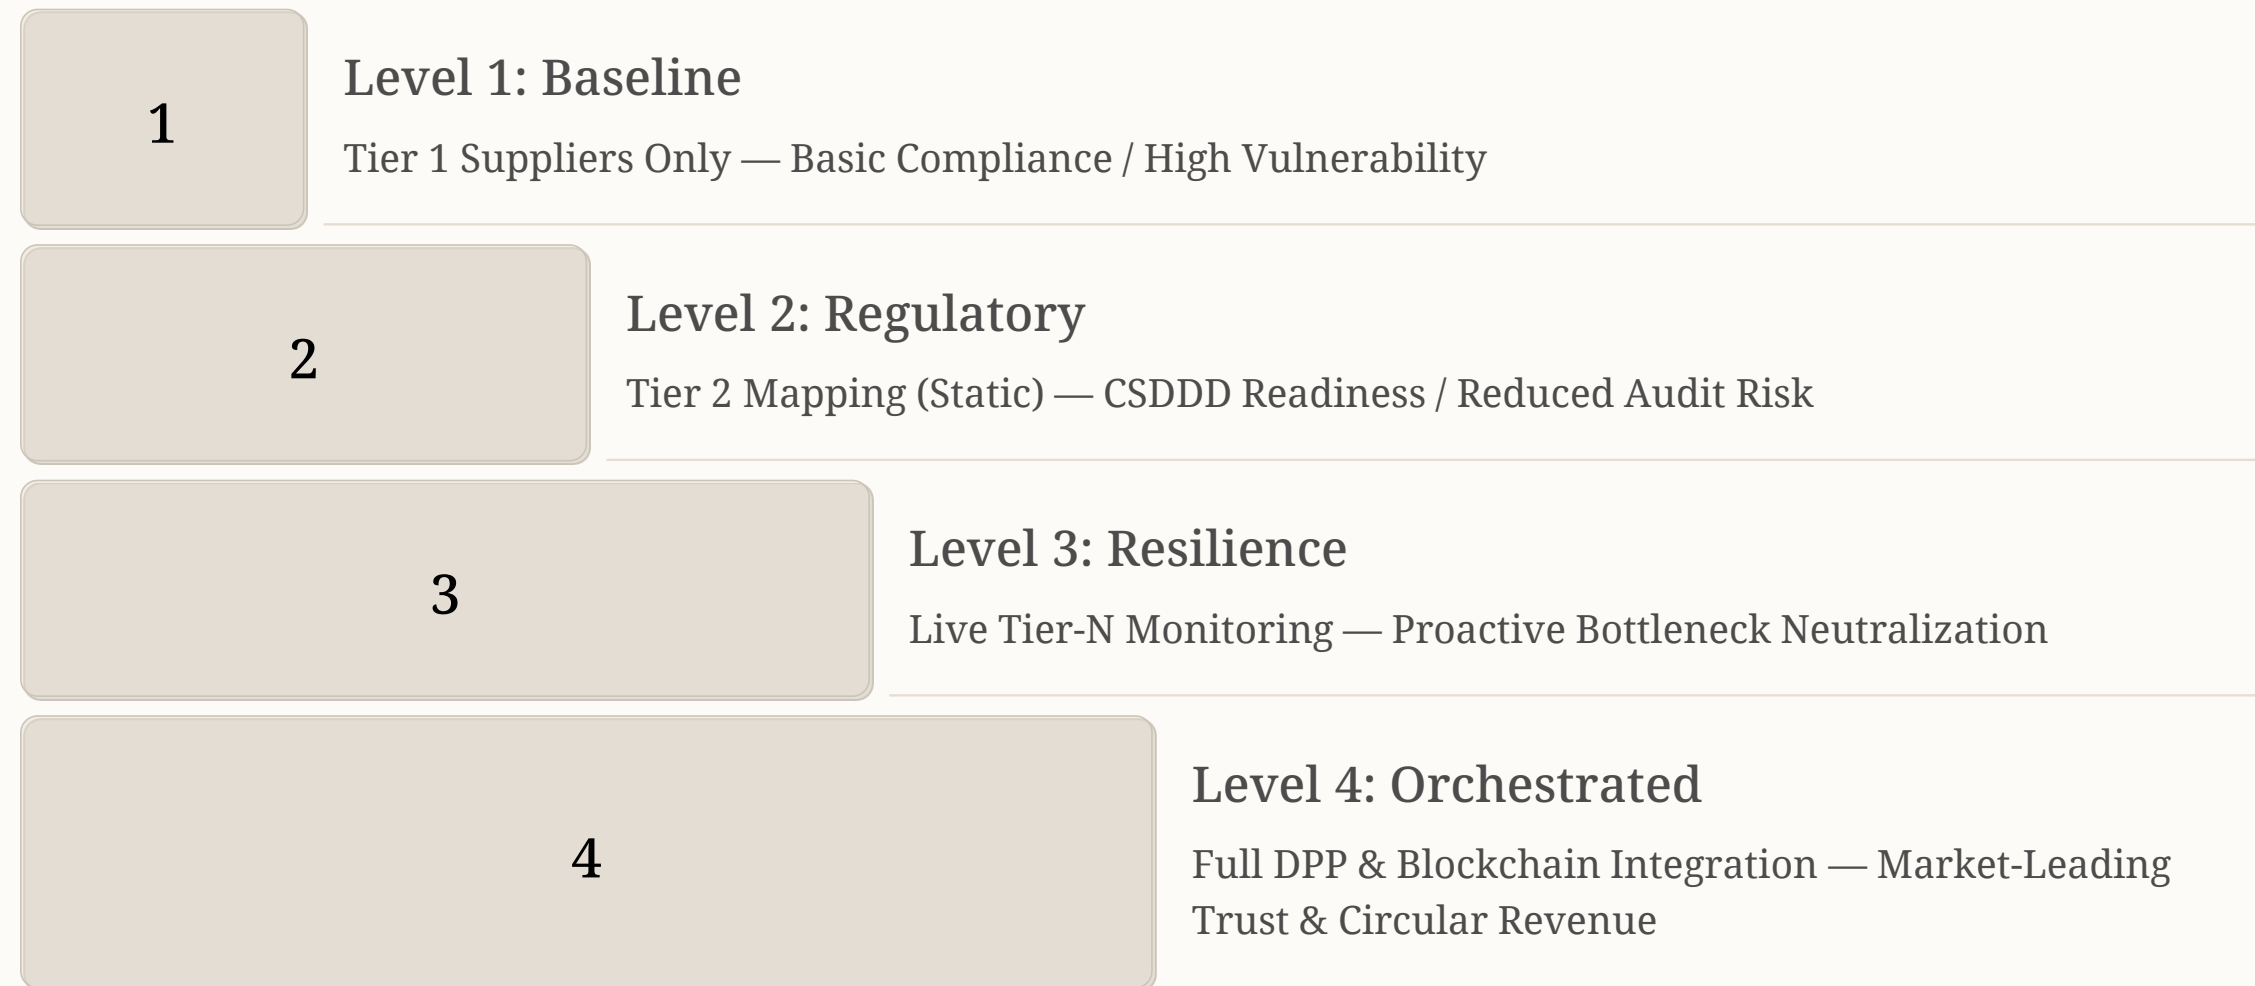 1
Level 1: Baseline
Tier 1 Suppliers Only — Basic Compliance / High Vulnerability
2
Level 2: Regulatory
Tier 2 Mapping (Static) — CSDDD Readiness / Reduced Audit Risk
3
Level 3: Resilience
Live Tier-N Monitoring — Proactive Bottleneck Neutralization
4
Level 4: Orchestrated
Full DPP & Blockchain Integration — Market-Leading
Trust & Circular Revenue